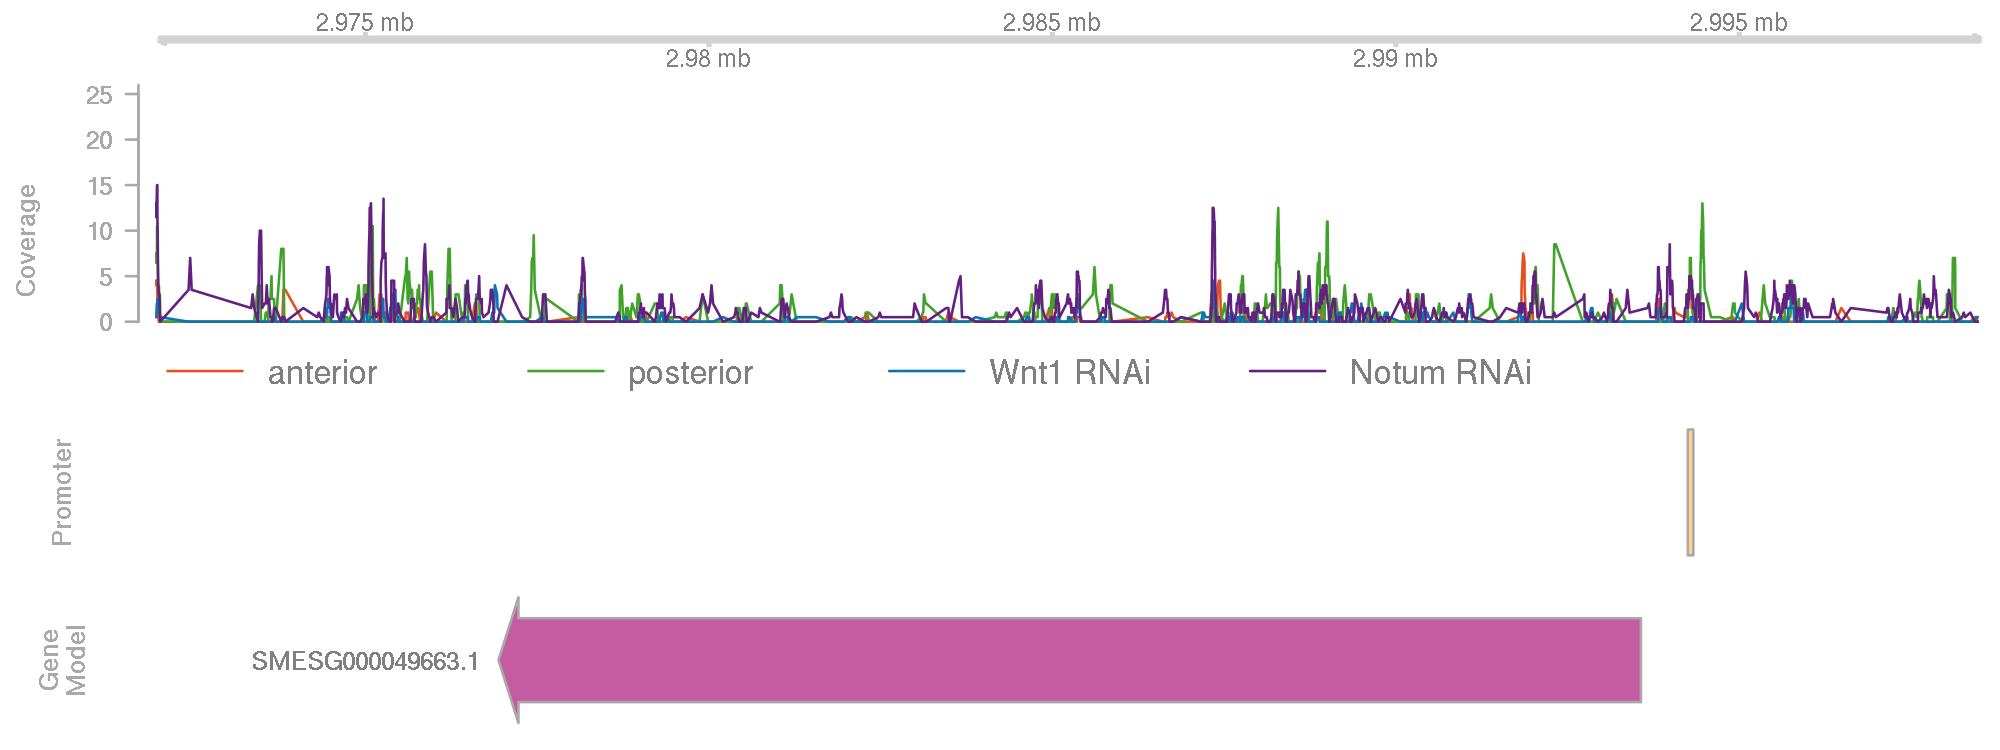 2.975 mb
2.985 mb
2.995 mb
2.98 mb
2.99 mb
Coverage
25
20
15
10
5
0
anterior
posterior
Wnt1 RNAi
Notum RNAi
Promoter
Gene
Model
SMESG000049663.1